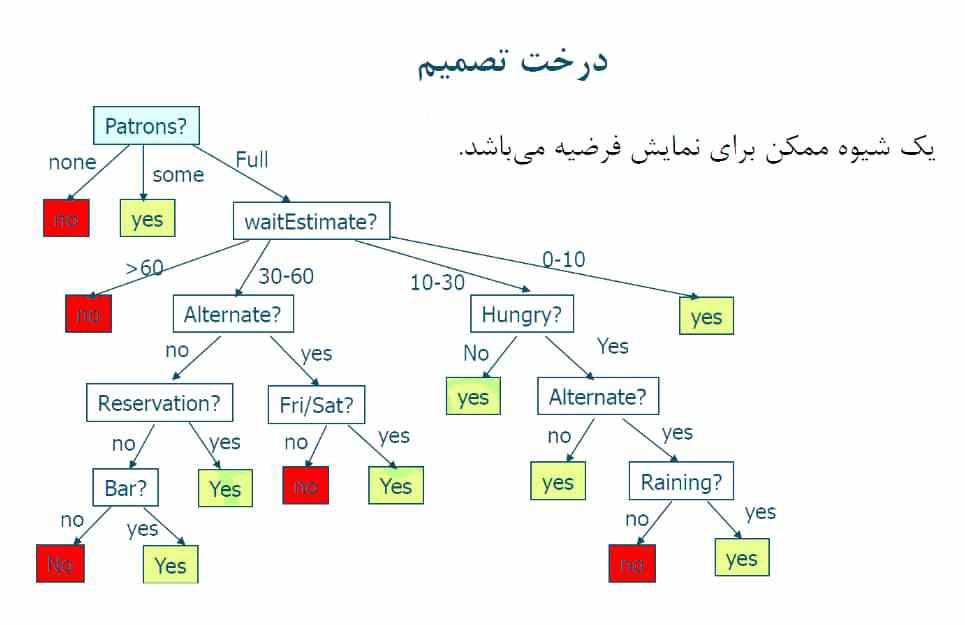 درخت تصمیم
یک شیوه ممکن برای نمایش فرضیه می‌باشد.
Patrons?
none some Full
no yes waitEstimate?
>60 30-60 10-30 0-10
no Alternate? Hungry? yes
no yes No Yes
Reservation? Fri/Sat? yes Alternate?
no yes no yes no yes
Bar? Yes no Yes yes Raining?
no yes no yes
No Yes no yes